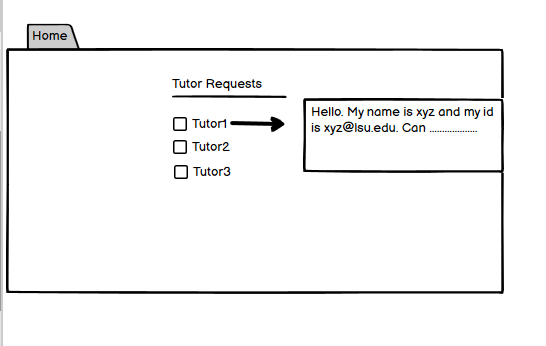 Home
Tutor Requests
Tutor1
Tutor2
Tutor3
Hello. My name is xyz and my id
is xyz@lsu.edu. Can ...................